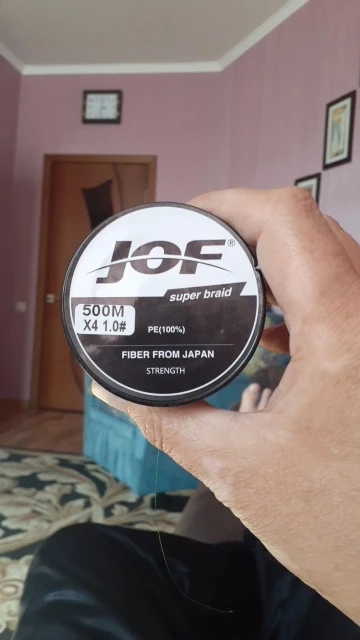 JOF®
super braid
500M
X4 1.0#
PE(100%)
FIBER FROM JAPAN
STRENGTH